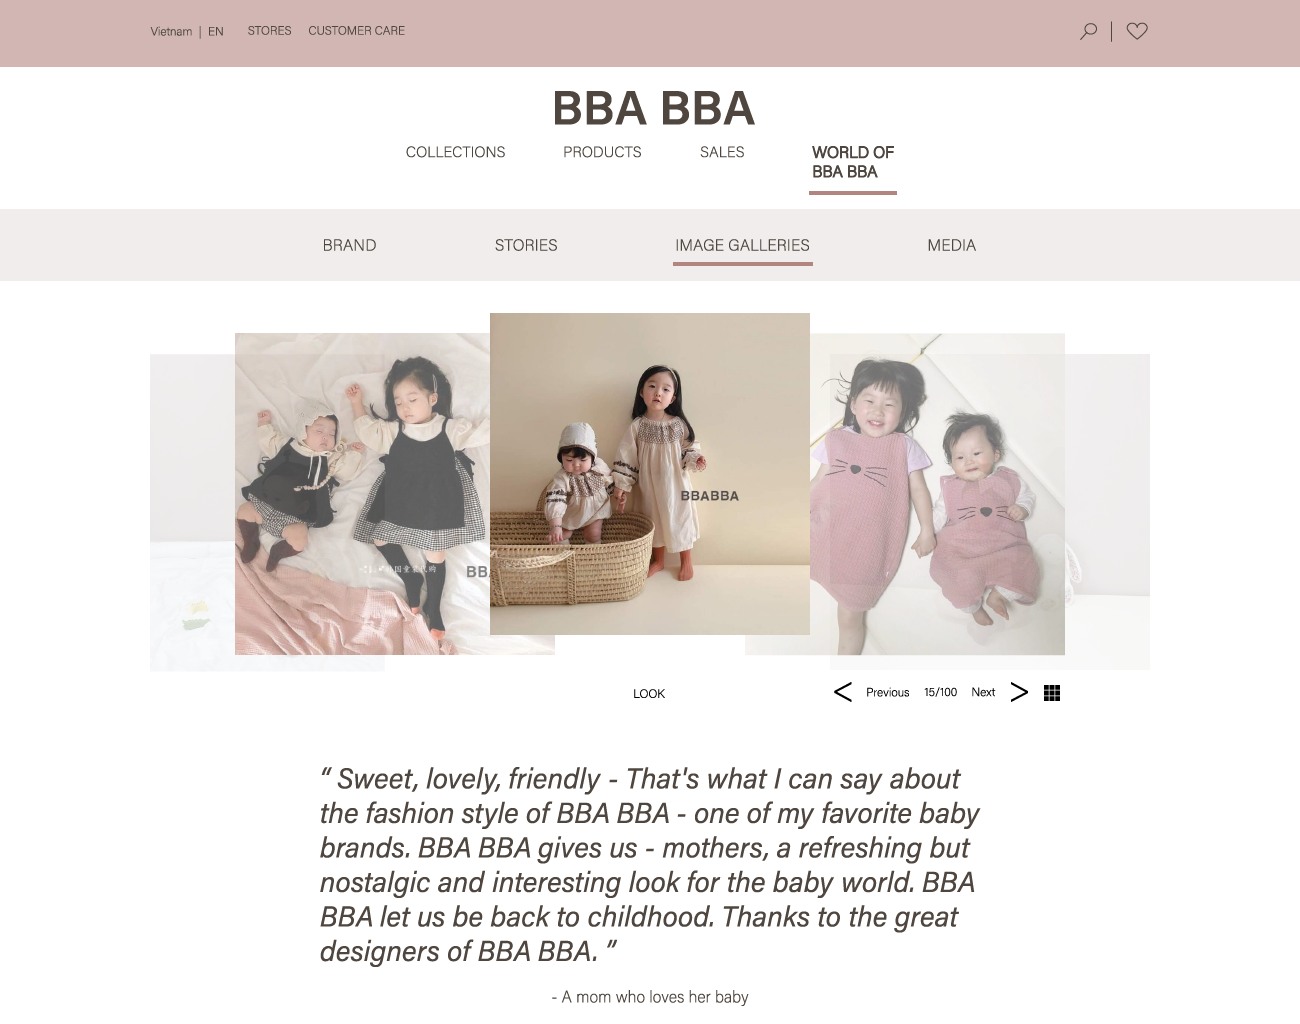 Vietnam | EN STORES CUSTOMER CARE
BBA BBA
COLLECTIONS PRODUCTS SALES WORLD OF
BBA BBA
BRAND STORIES IMAGE GALLERIES MEDIA
BBABBA
BB
LOOK < Previous 15/100 Next >
“ Sweet, lovely, friendly - That's what I can say about
the fashion style of BBA BBA - one of my favorite baby
brands. BBA BBA gives us - mothers, a refreshing but
nostalgic and interesting look for the baby world. BBA
BBA let us be back to childhood. Thanks to the great
designers of BBA BBA. ”
- A mom who loves her baby